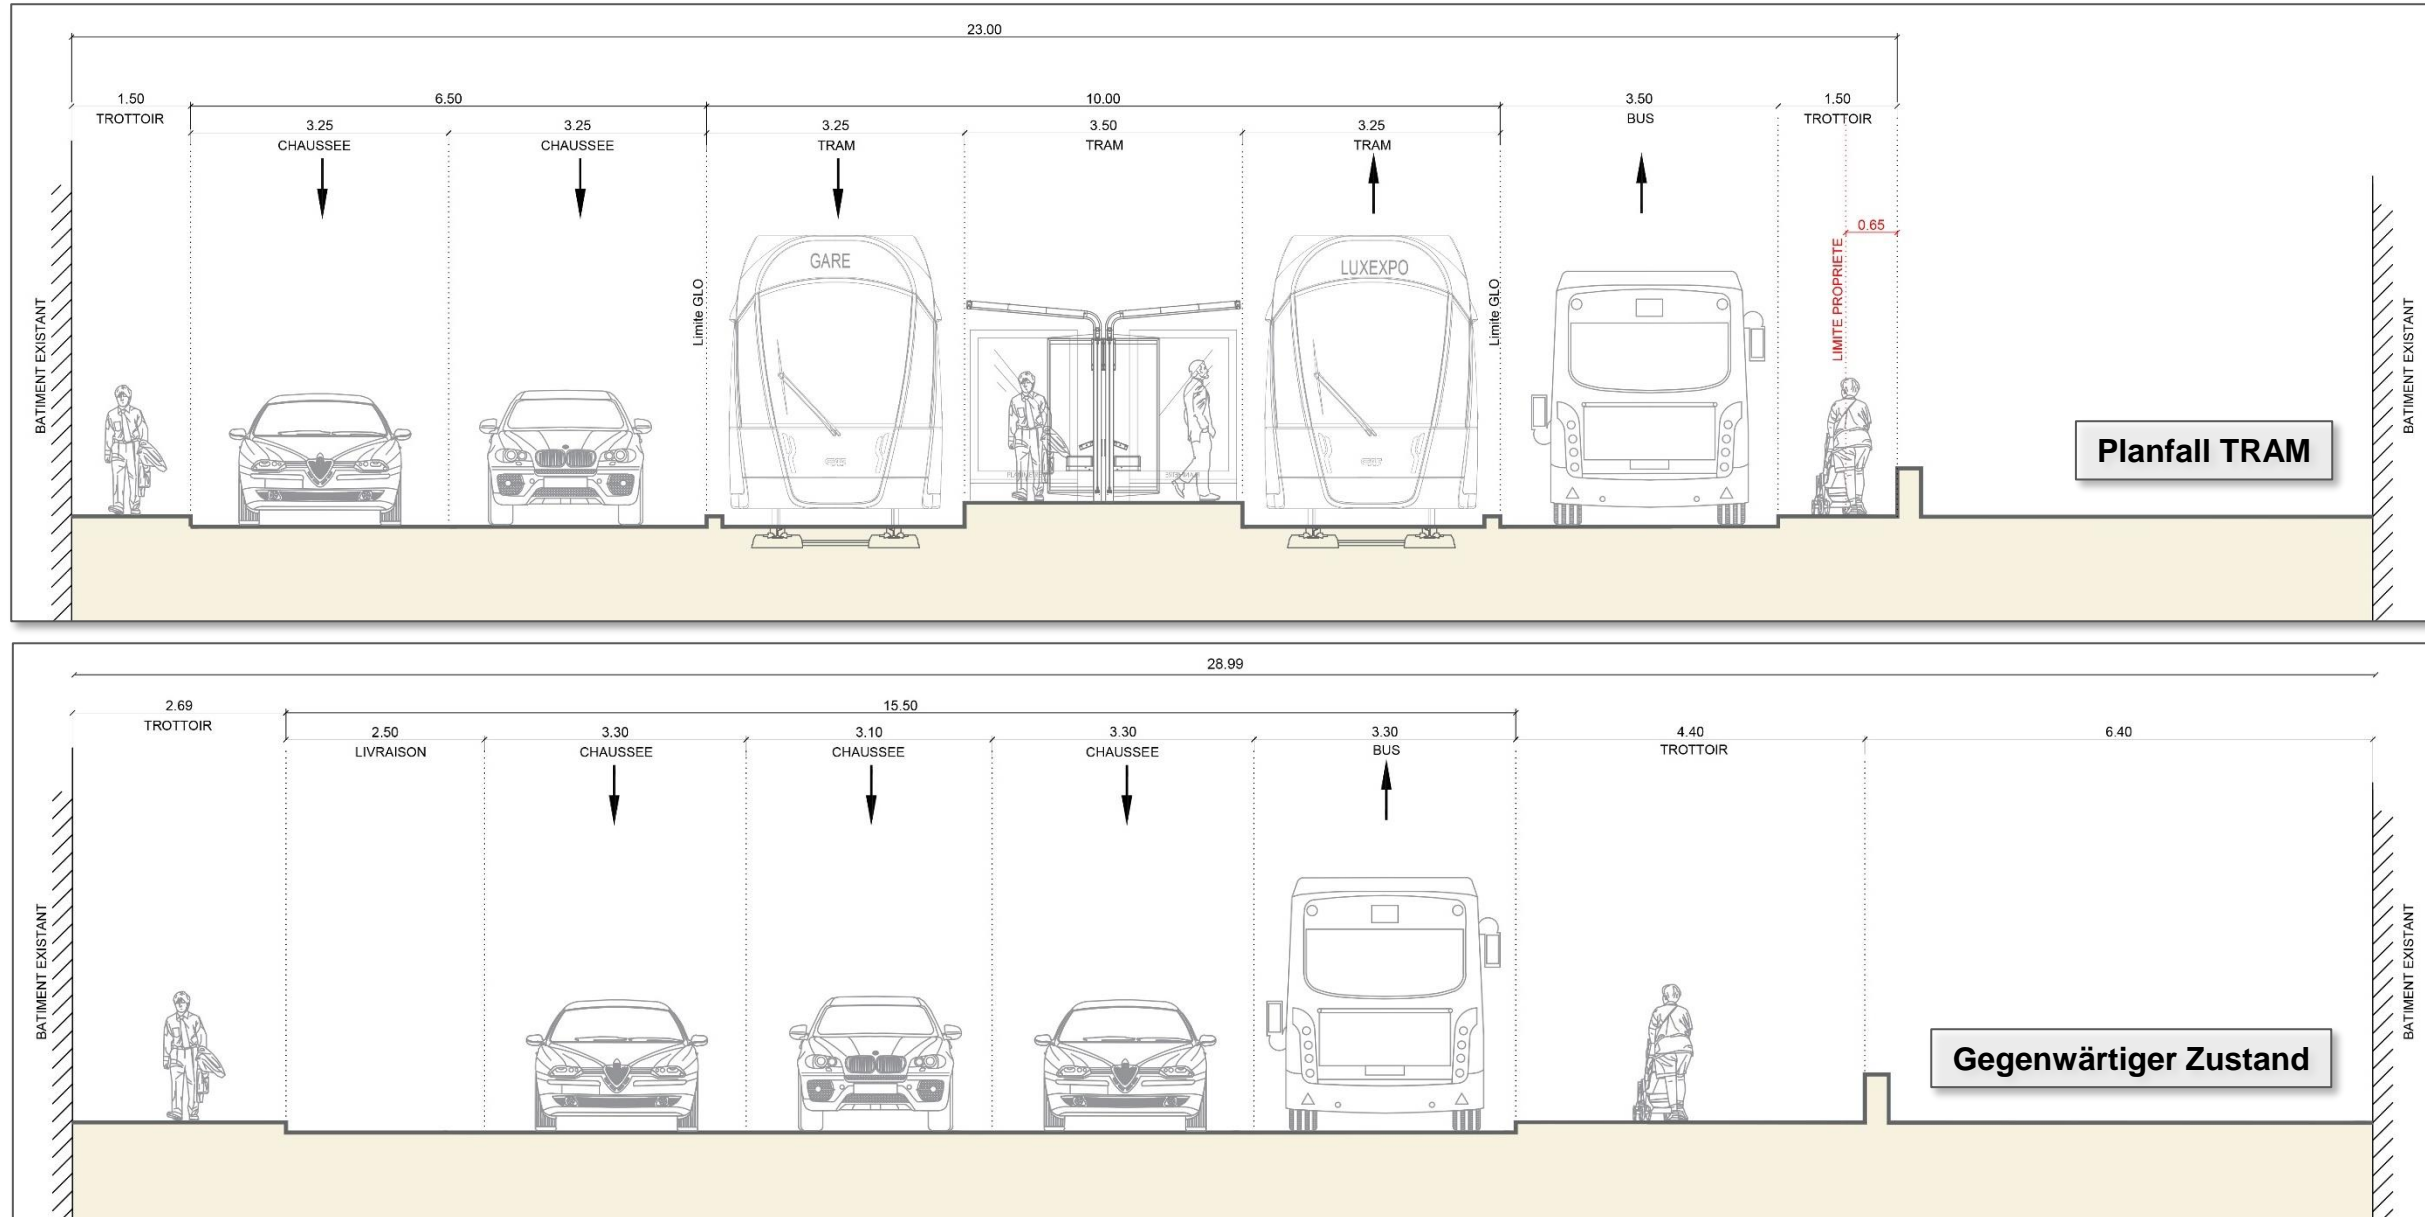 23.00
1.50
6.50
10.00
3.50
1.50
TROTTOIR
BUS
TROTTOIR
3.25
3.25
3.25
3.50
3.25
CHAUSSEE
CHAUSSEE
TRAM
TRAM
TRAM
0.65
LIMITE PROPRIETE
GARE
LUXEXPO
Limite GLO
Limite GLO
BATIMENT EXISTANT
BATIMENT EXISTANT
Planfall TRAM
28.99
2.69
15.50
TROTTOIR
2.50
3.30
3.10
3.30
3.30
4.40
6.40
LIVRAISON
CHAUSSEE
CHAUSSEE
CHAUSSEE
BUS
TROTTOIR
BATIMENT EXISTANT
BATIMENT EXISTANT
Gegenwärtiger Zustand